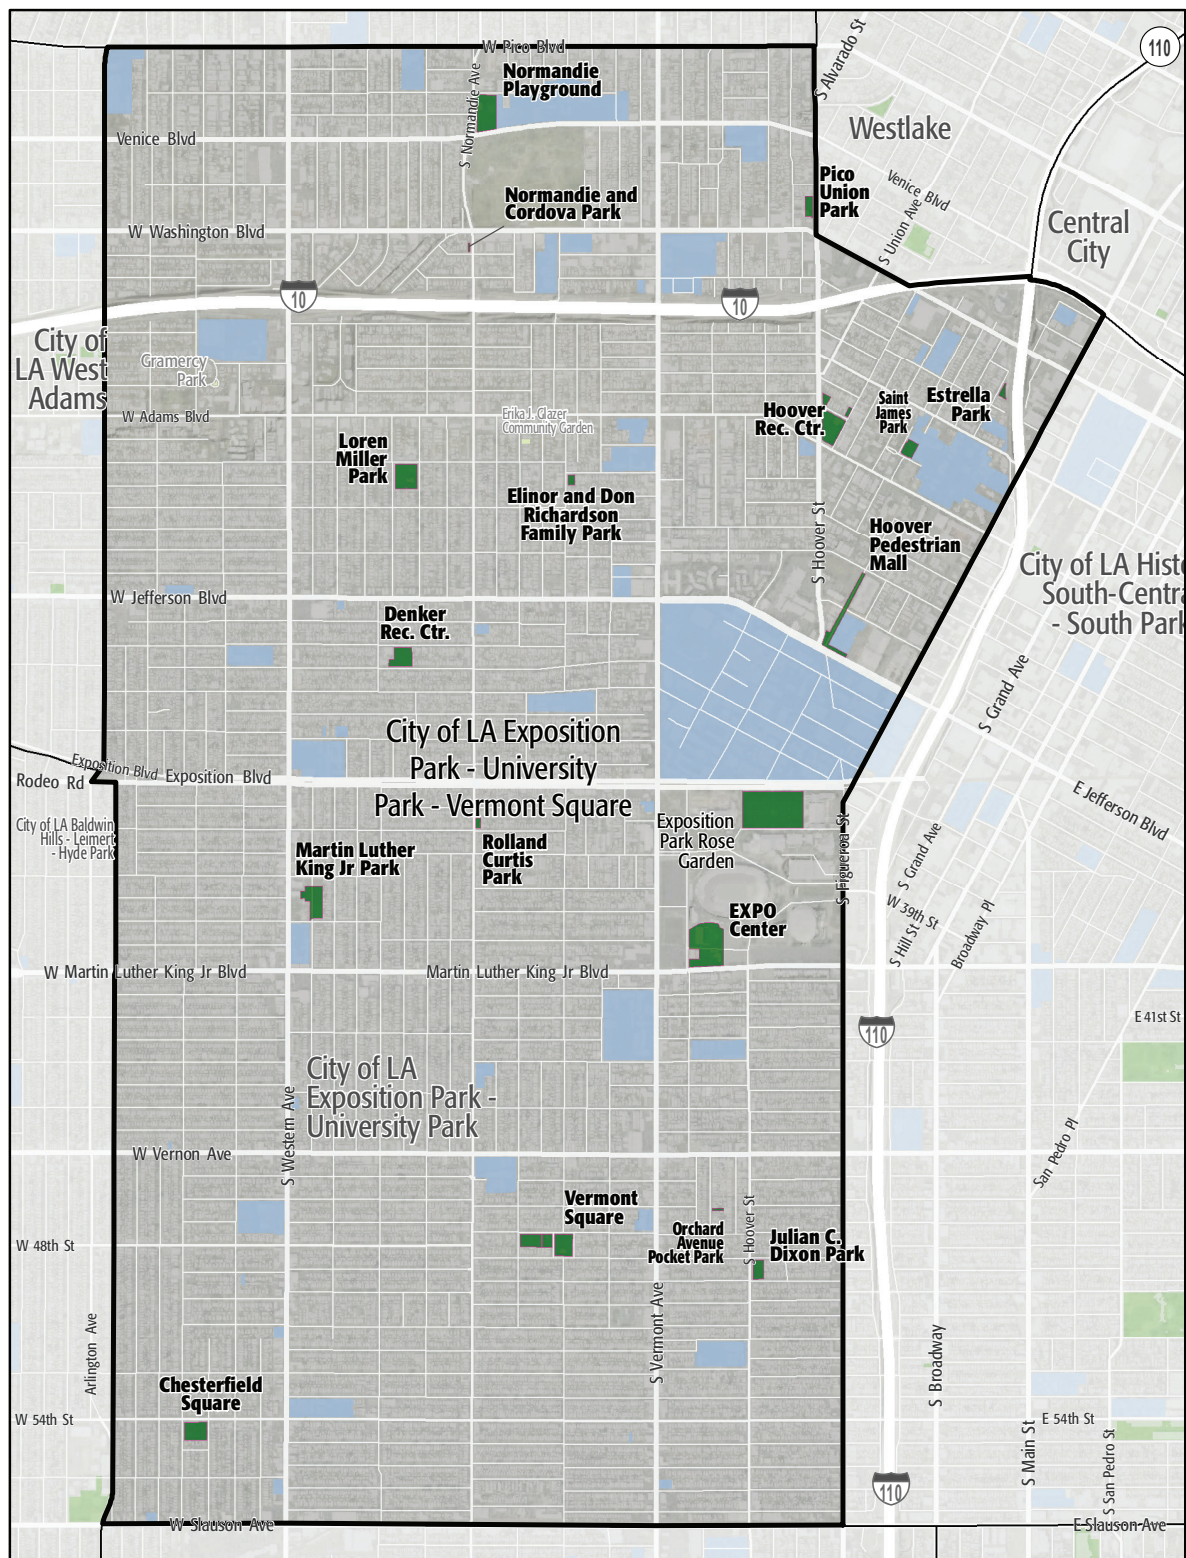 W Pico Blvd
S Alvarado St
110
Normandie
Playground
S Normandie Ave
Westlake
Venice Blvd
Pico
Union
Park
Venice Blvd
Normandie and
Cordova Park
S Union Ave
Central
City
W Washington Blvd
10
10
City of
LA West
Adams
Gramercy
Park
W Adams Blvd
Erika J. Glazer
Community Garden
Hoover
Rec. Ctr.
Saint
James
Park
Estrella
Park
Loren
Miller
Park
Elinor and Don
Richardson
Family Park
S Hoover St
Hoover
Pedestrian
Mall
City of LA Histo
South-Centra
- South Park
W Jefferson Blvd
Denker
Rec. Ctr.
S Grand Ave
City of LA Exposition
Park - University
Park - Vermont Square
Exposition Blvd
Exposition Blvd
Rodeo Rd
E Jefferson Blvd
City of LA Baldwin
Hills - Leimert
- Hyde Park
Martin Luther
King Jr Park
Rolland
Curtis
Park
Exposition
Park Rose
Garden
S Figueroa St
S Grand Ave
EXPO
Center
W 39th St
S Hill St
Broadway Pl
W Martin Luther King Jr Blvd
Martin Luther King Jr Blvd
E 41st St
110
City of LA
Exposition Park -
University Park
S Western Ave
W Vernon Ave
San Pedro Pl
Vermont
Square
Orchard
Avenue
Pocket Park
S Hoover St
Julian C.
Dixon Park
W 48th St
S Vermont Ave
Arlington Ave
S Broadway
Chesterfield
Square
W 54th St
E 54th St
S Main St
S San Pedro St
110
W Slauson Ave
E Slauson Ave